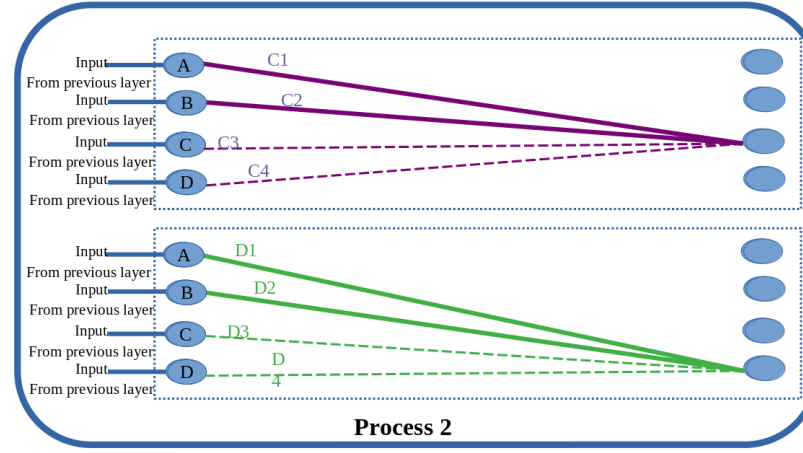 Input
A
C1
From previous layer
Input
B
C2
From previous layer
Input
C
C3
From previous layer
Input
D
C4
From previous layer
Input
A
D1
From previous layer
Input
B
D2
From previous layer
Input
C
D3
From previous layer
Input
D
D
4
From previous layer
Process 2